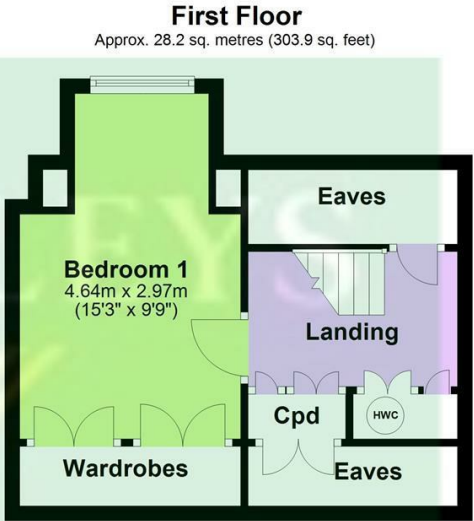 First Floor
Approx. 28.2 sq. metres (303.9 sq. feet)
Eaves
Bedroom 1
4.64m x 2.97m
(15'3" x 9'9")
Landing
Cpd
HWC
Wardrobes
Eaves